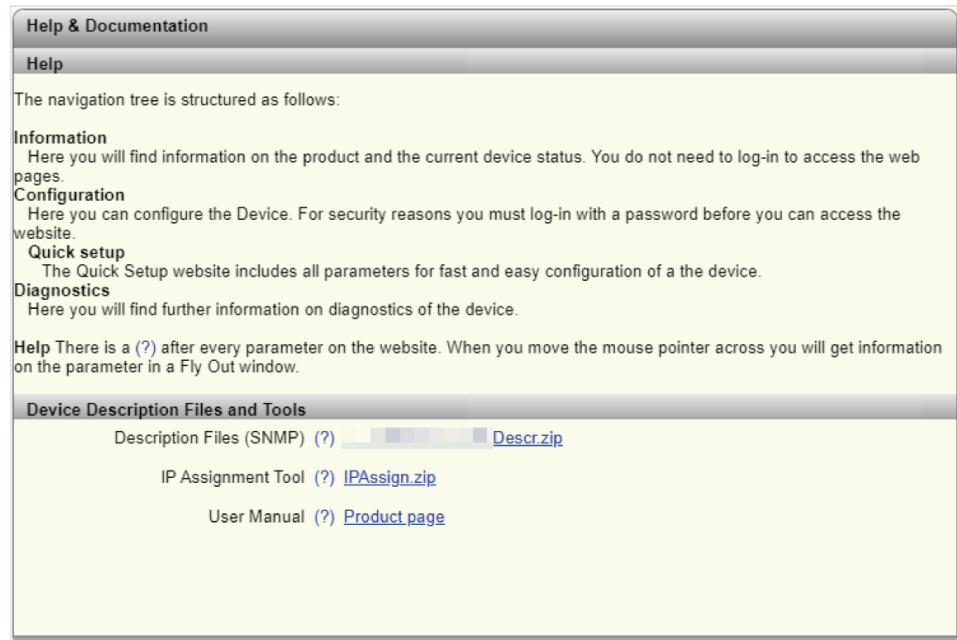 Help & Documentation
Help
The navigation tree is structured as follows:
Information
Here you will find information on the product and the current device status. You do not need to log-in to access the web
pages.
Configuration
Here you can configure the Device. For security reasons you must log-in with a password before you can access the
website.
Quick setup
The Quick Setup website includes all parameters for fast and easy configuration of a the device.
Diagnostics
Here you will find further information on diagnostics of the device.
Help There is a (?) after every parameter on the website. When you move the mouse pointer across you will get information
on the parameter in a Fly Out window.
Device Description Files and Tools
Description Files (SNMP) (?) Descr.zip
IP Assignment Tool (?) IPAssign.zip
User Manual (?) Product page